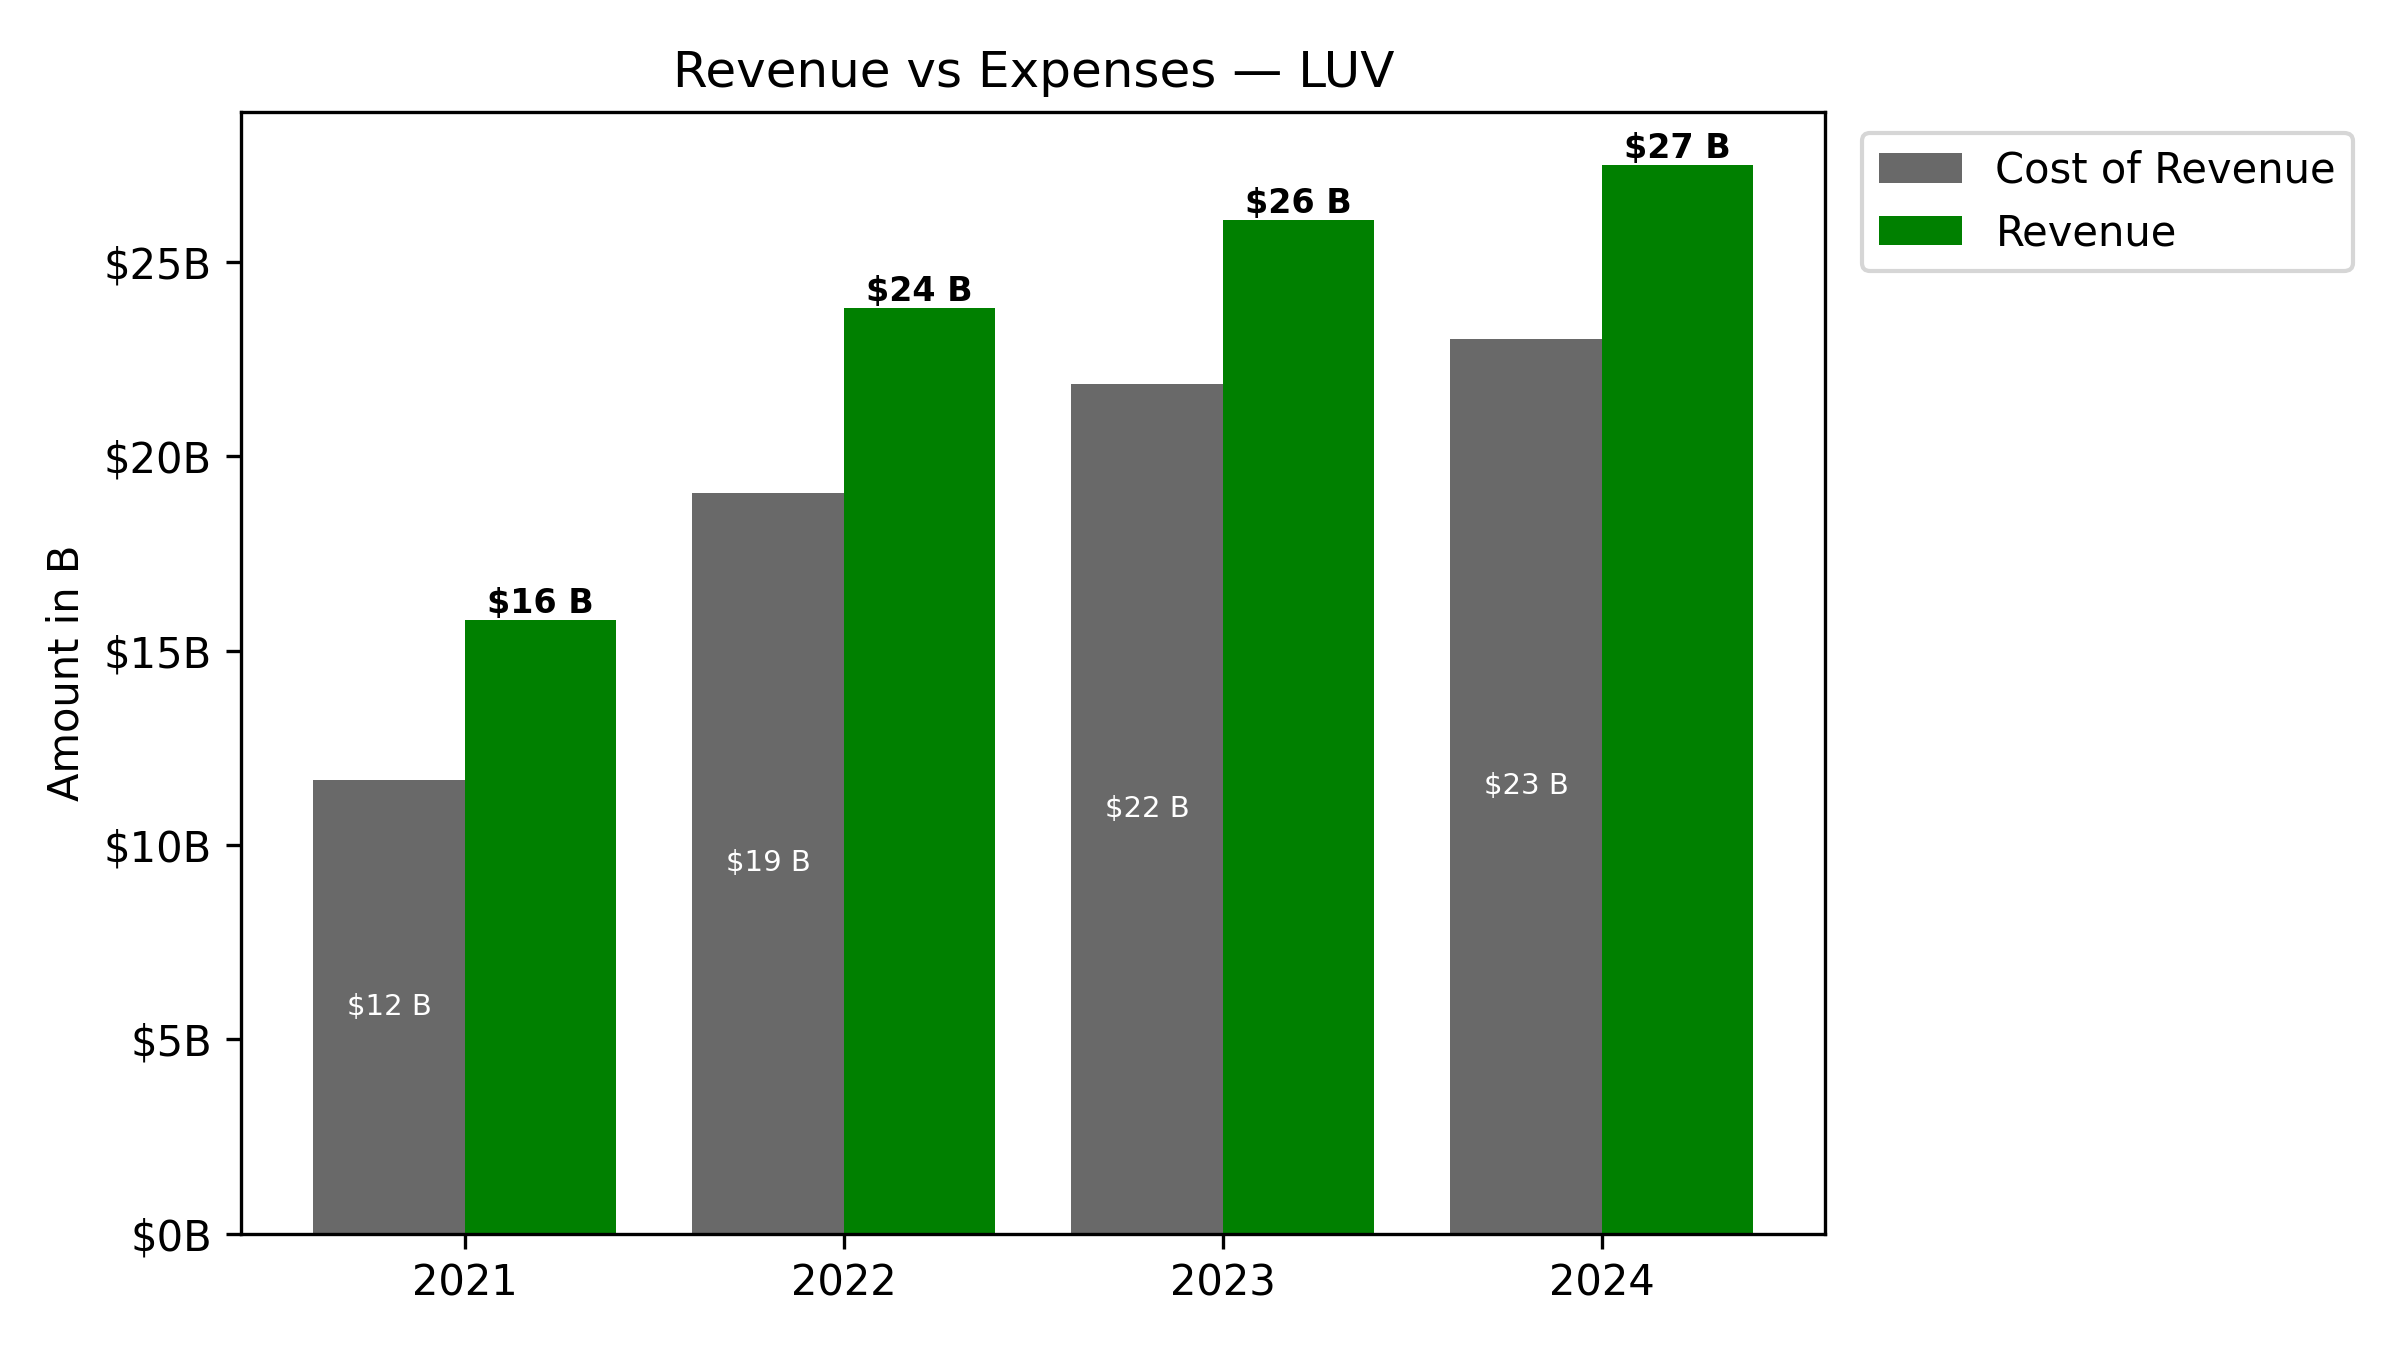 Revenue vs Expenses — LUV
Cost of Revenue
Revenue
Amount in B
$25B
$20B
$15B
$10B
$5B
$0B
$12 B
$16 B
$19 B
$24 B
$22 B
$26 B
$23 B
$27 B
2021
2022
2023
2024